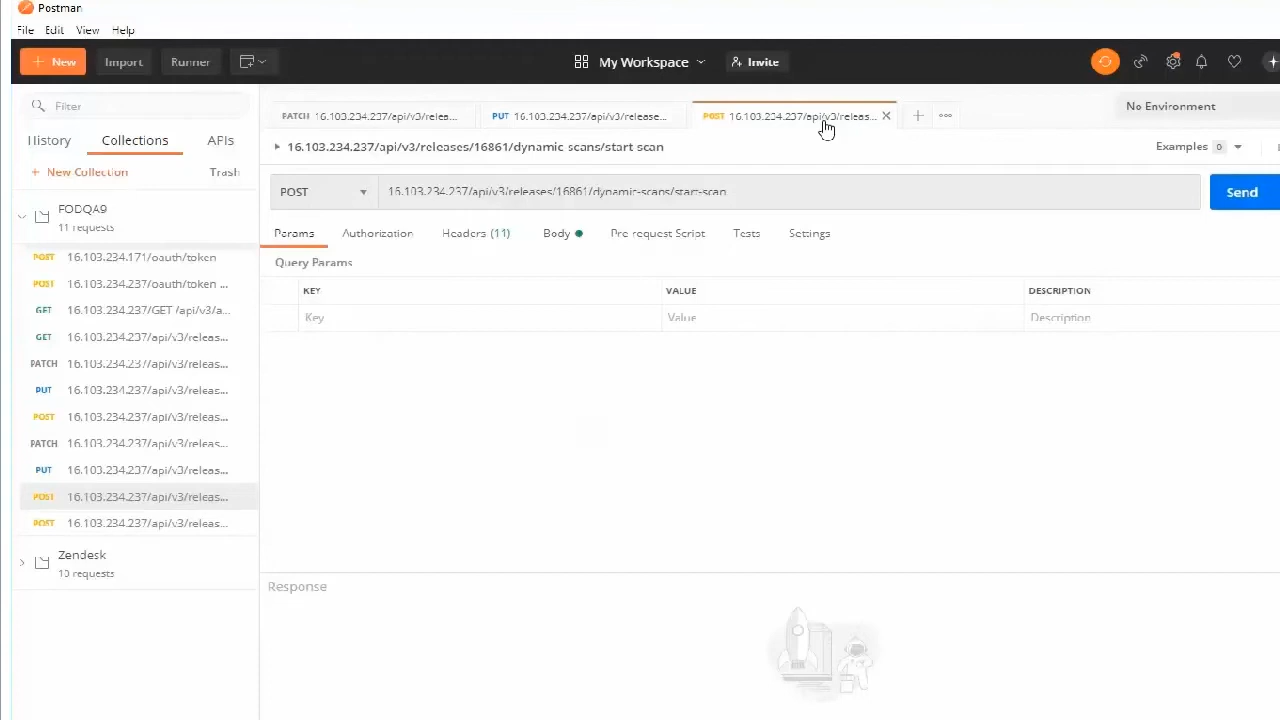 Postman
File Edit View Help
+ New Import Runner My Workspace Invite
Filter
History Collections APIs
+ New Collection Trash
FODQA9
11 requests
POST 16.103.234.171/oauth/token
POST 16.103.234.237/oauth/token ...
GET 16.103.234.237/GET /api/v3/a...
GET 16.103.234.237/api/v3/releas...
PATCH 16.103.234.237/api/v3/releas...
PUT 16.103.234.237/api/v3/releas...
POST 16.103.234.237/api/v3/releas...
PATCH 16.103.234.237/api/v3/releas...
PUT 16.103.234.237/api/v3/releas...
POST 16.103.234.237/api/v3/releas...
POST 16.103.234.237/api/v3/releas...
Zendesk
10 requests
PATCH 16.103.234.237/api/v3/relea... PUT 16.103.234.237/api/v3/release... POST 16.103.234.237/api/v3/releas... No Environment
16.103.234.237/api/v3/releases/16861/dynamic-scans/start-scan Examples 0
POST 16.103.234.237/api/v3/releases/16861/dynamic-scans/start-scan Send
Params Authorization Headers (11) Body Pre-request Script Tests Settings
Query Params
KEY VALUE DESCRIPTION
Key Value Description
Response